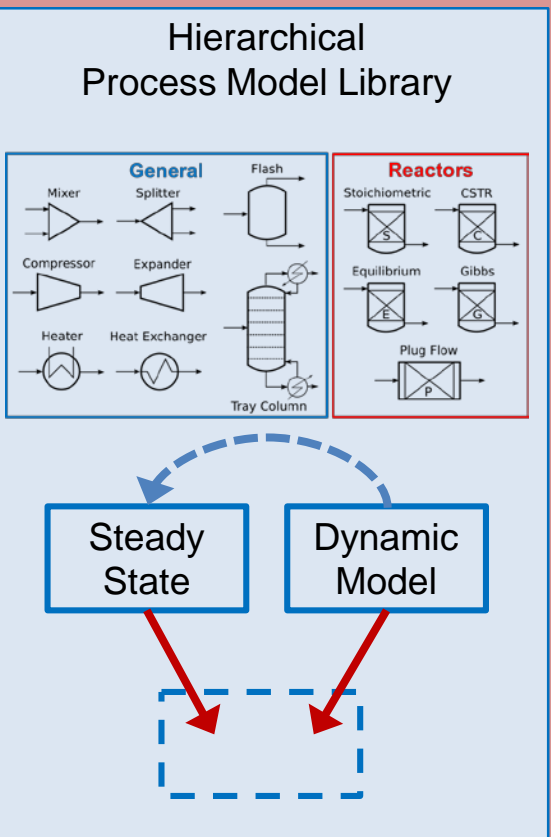 Hierarchical
Process Model Library
General
Mixer
Splitter
Flash
Compressor
Expander
Heater
Heat Exchanger
Tray Column
Reactors
Stoichiometric
CSTR
S
C
Equilibrium
Gibbs
E
G
Plug Flow
P
Steady
State
Dynamic
Model